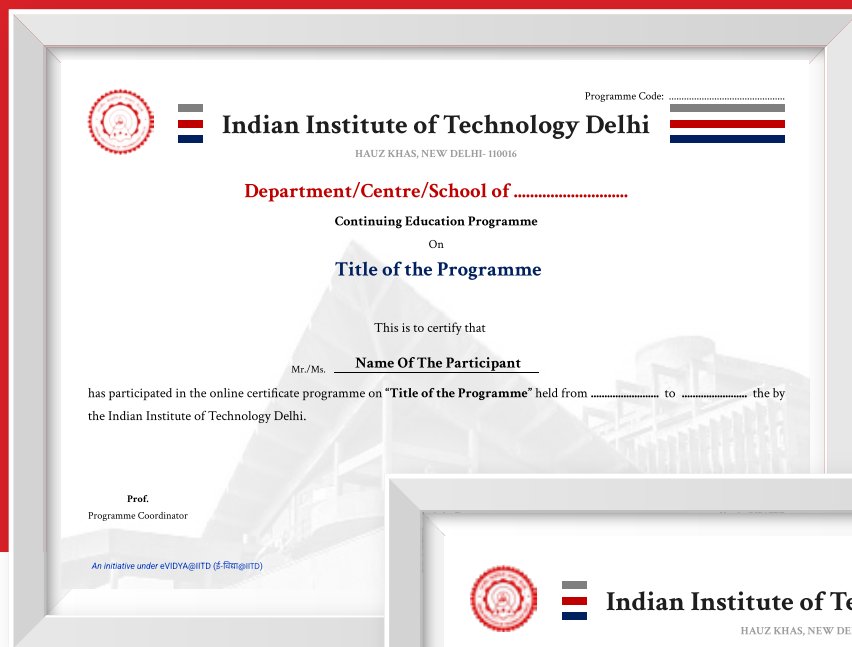 Programme Code: ..........................................
Indian Institute of Technology Delhi
HAUZ KHAS, NEW DELHI- 110016
Department/Centre/School of ............................
Continuing Education Programme
On
Title of the Programme
This is to certify that
Mr./Ms. Name Of The Participant
has participated in the online certificate programme on “Title of the Programme” held from ......................... to ........................ the by
the Indian Institute of Technology Delhi.
Prof.
Programme Coordinator
An initiative under eVIDYA@IITD (ई-विद्या@IITD)
Indian Institute of Te
HAUZ KHAS, NEW DE